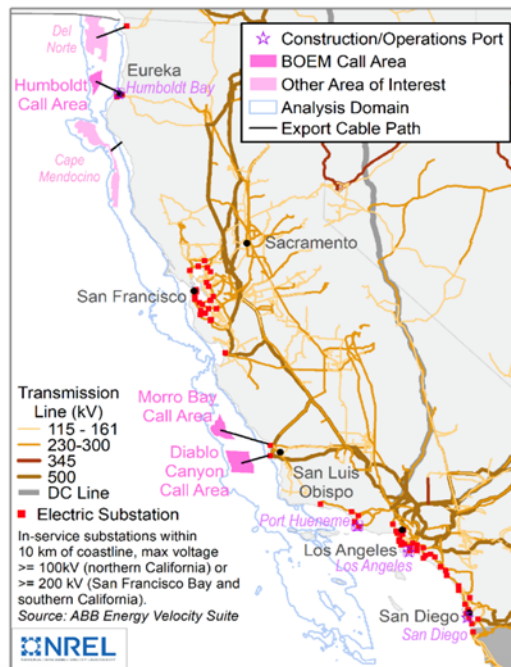 Del
Norte
Construction/Operations Port
BOEM Call Area
Other Area of Interest
Analysis Domain
Export Cable Path
Eureka
Humboldt Bay
Humboldt
Call Area
Cape
Mendocino
Sacramento
San Francisco
Transmission
Line (kV)
115 - 161
230-300
345
500
DC Line
Electric Substation
In-service substations within
10 km of coastline, max voltage
>= 100kV (northern California) or
>= 200 kV (San Francisco Bay and
southern California).
Source: ABB Energy Velocity Suite
Morro Bay
Call Area
Diablo
Canyon
Call Area
San Luis
Obispo
Port Hueneme
Los Angeles
Los Angeles
San Diego
San Diego
NREL